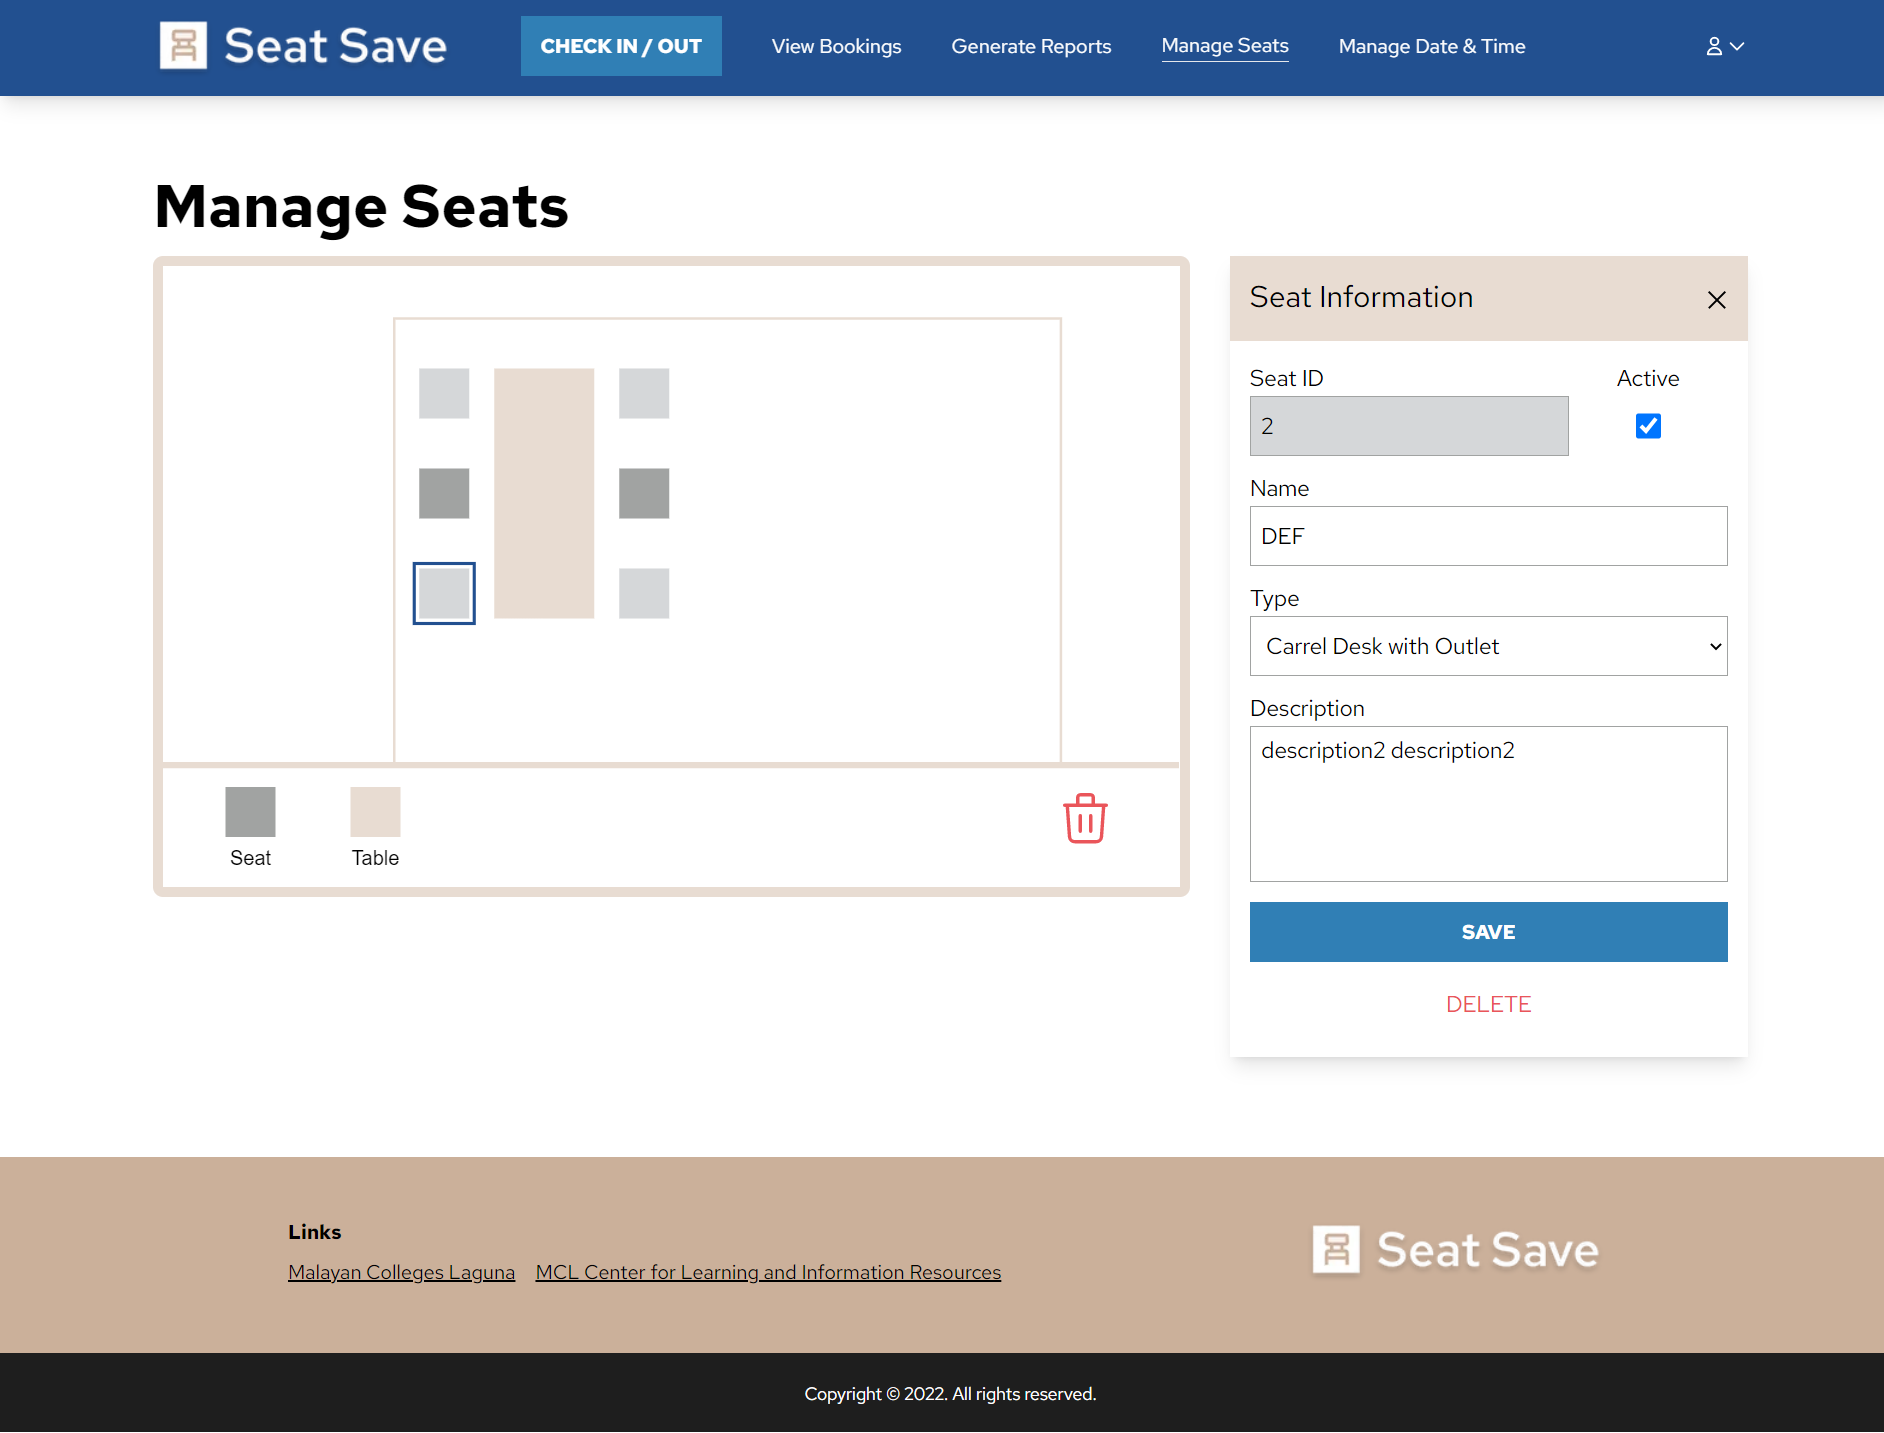 Seat Save
CHECK IN / OUT
View Bookings
Generate Reports
Manage Seats
Manage Date & Time
Manage Seats
Seat
Table
Seat Information
Seat ID
Active
2
Name
DEF
Type
Carrel Desk with Outlet
Description
description2 description2
SAVE
DELETE
Links
Malayan Colleges Laguna
MCL Center for Learning and Information Resources
Seat Save
Copyright © 2022. All rights reserved.